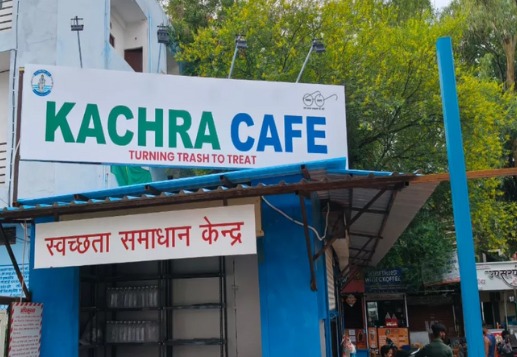 KACHRA CAFE
TURNING TRASH TO TREAT
स्वच्छता समाधान केन्द्र